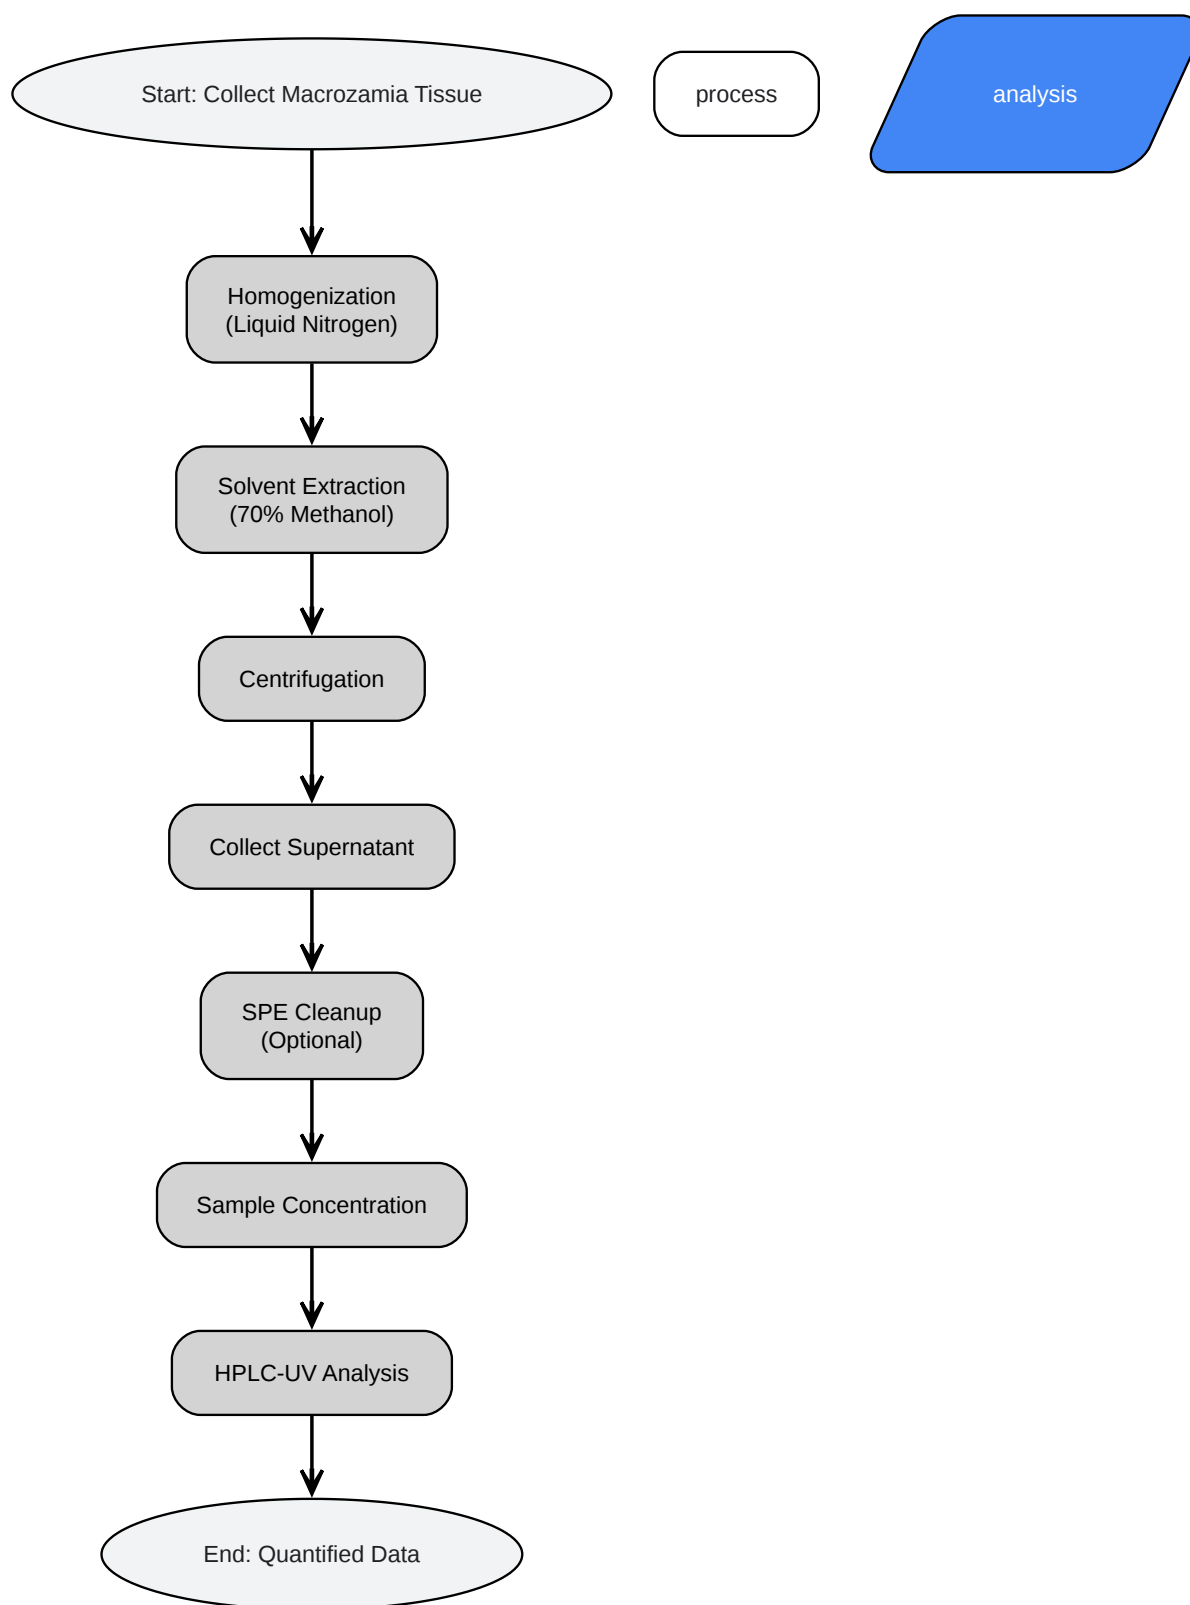 Start: Collect Macrozamia Tissue
process
analysis
Homogenization
(Liquid Nitrogen)
Solvent Extraction
(70% Methanol)
Centrifugation
Collect Supernatant
SPE Cleanup
(Optional)
Sample Concentration
HPLC-UV Analysis
End: Quantified Data